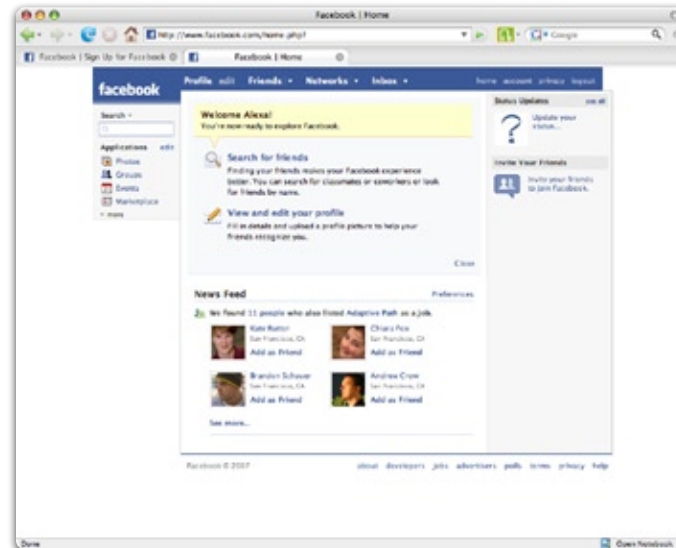 Facebook | Home
http://www.facebook.com/home.php?
Google
Facebook | Sign Up for Facebook
Facebook | Home
facebook
Profile edit Friends Networks Inbox
home account privacy logout
Search
Applications edit
Photos
Groups
Events
Marketplace
more
Welcome Alexa!
You're now ready to explore Facebook.
Search for friends
Finding your friends makes your Facebook experience
better. You can search for classmates or coworkers or look
for friends by name.
View and edit your profile
Fill in details and upload a profile picture to help your
friends recognize you.
Close
Status Updates see all
Update your
status...
Invite Your Friends
Invite your friends
to join Facebook.
News Feed Preferences
We found 11 people who also listed Adaptive Path as a job.
Kate Rutter
San Francisco, CA
Add as Friend
Chiara Fox
San Francisco, CA
Add as Friend
Brandon Schauer
San Francisco, CA
Add as Friend
Andrew Crow
San Francisco, CA
Add as Friend
See more...
Facebook © 2007
about developers jobs advertisers polls terms privacy help
Done
Open Notebook